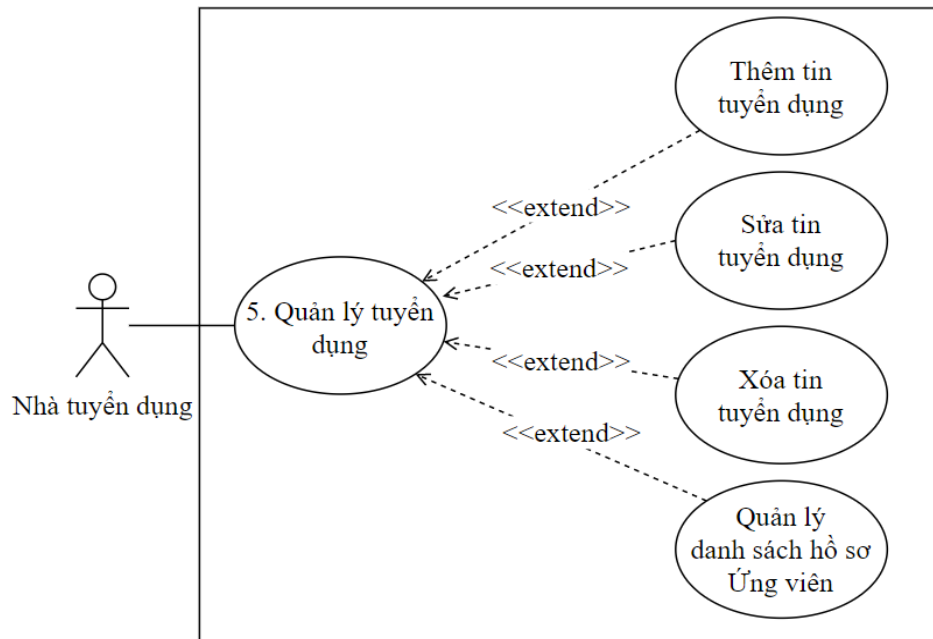 Thêm tin
tuyển dụng
<<extend>>
Sửa tin
tuyển dụng
<<extend>>
5. Quản lý tuyển
dụng
Nhà tuyển dụng
<<extend>>
Xóa tin
tuyển dụng
<<extend>>
Quản lý
danh sách hồ sơ
Ứng viên